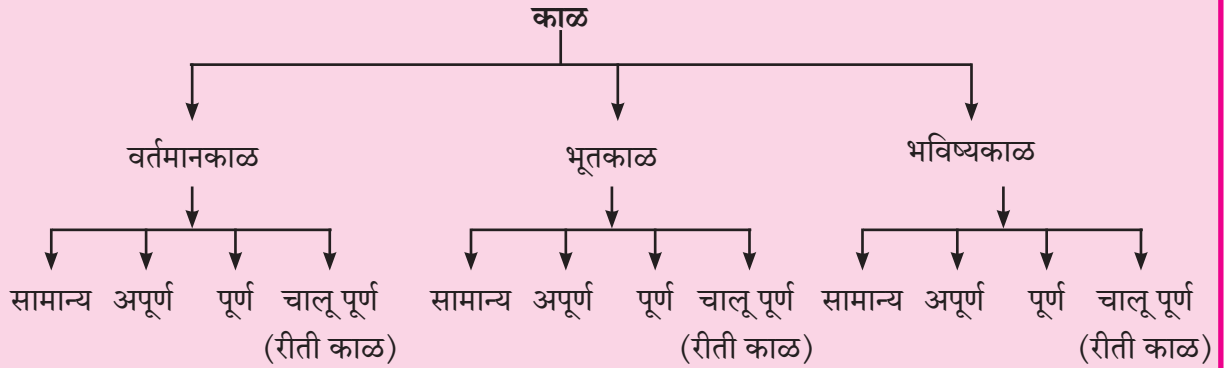 काळ
वर्तमानकाळ भूतकाळ भविष्यकाळ
सामान्य अपूर्ण पूर्ण चालू पूर्ण सामान्य अपूर्ण पूर्ण चालू पूर्ण सामान्य अपूर्ण पूर्ण चालू पूर्ण
(रीती काळ) (रीती काळ) (रीती काळ)